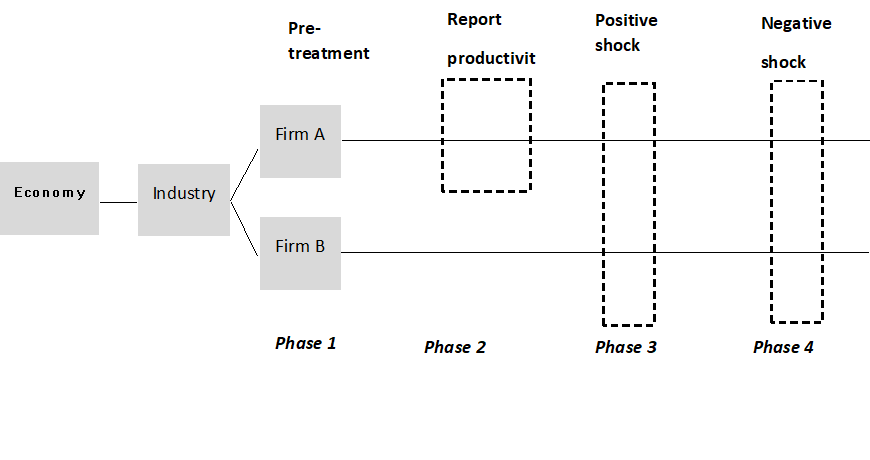 Pre-
treatment
Report
productivit
Positive
shock
Negative
shock
Firm A
Economy
Industry
Firm B
Phase 1
Phase 2
Phase 3
Phase 4